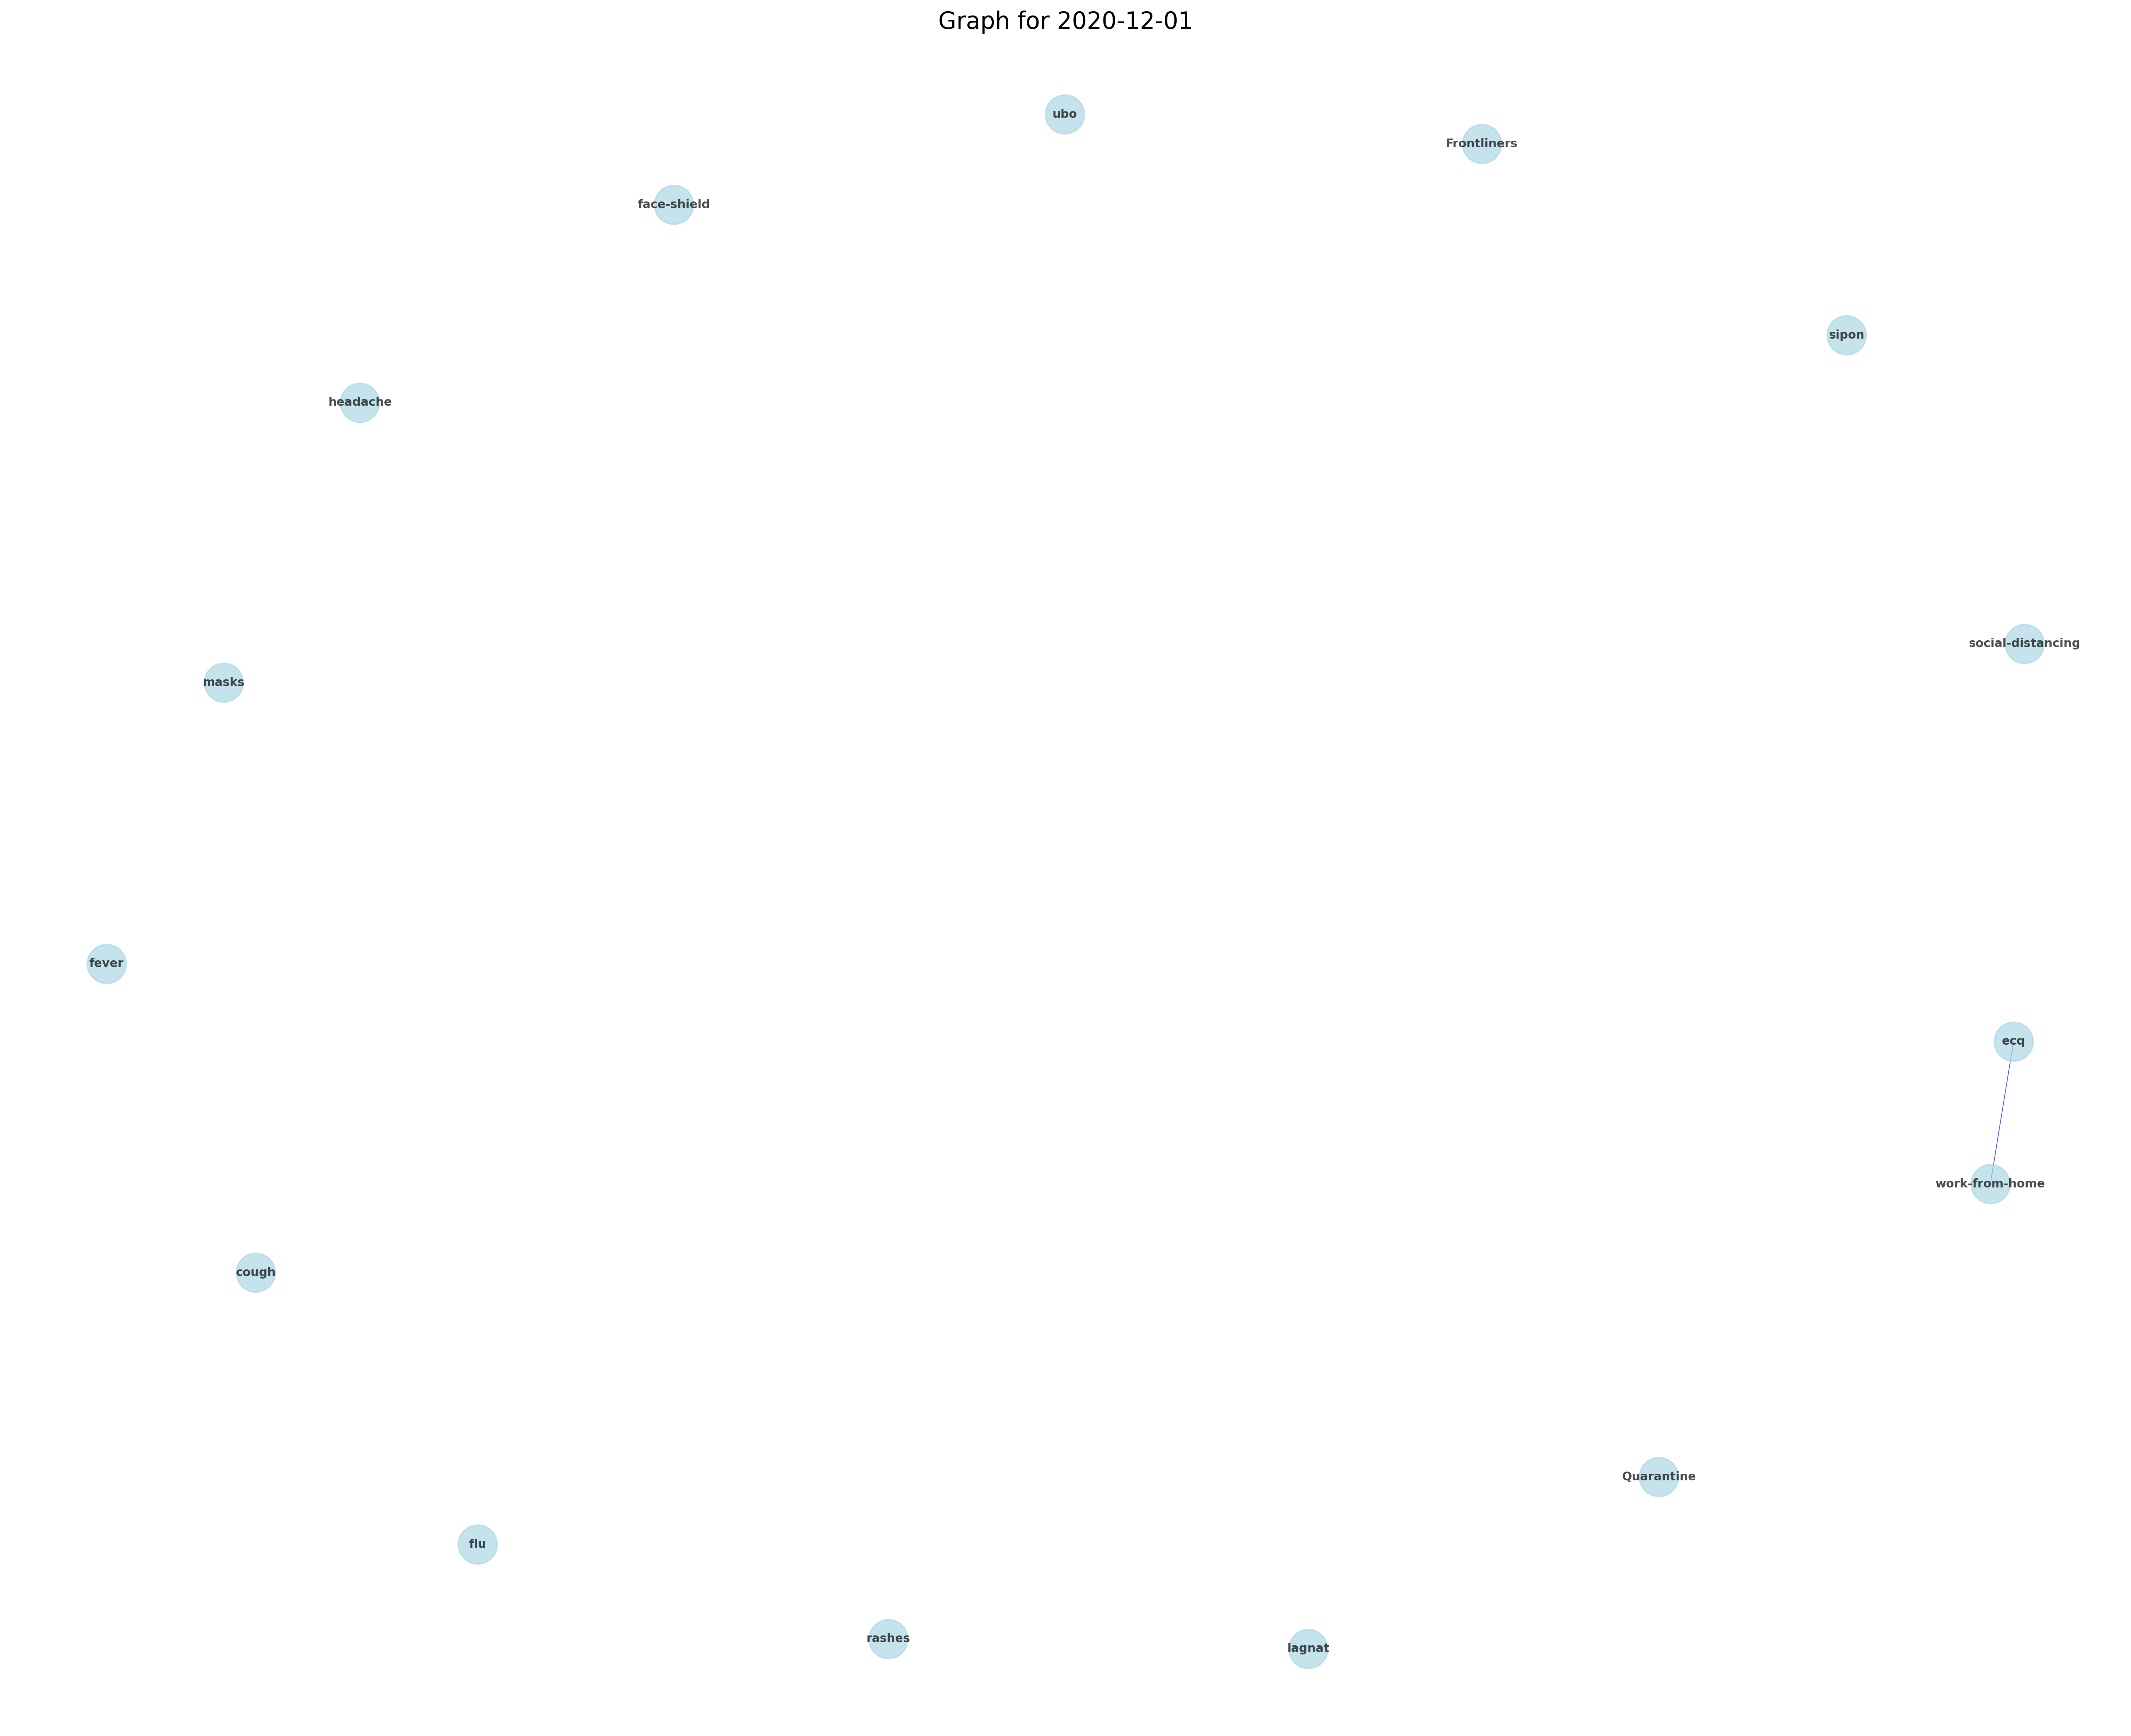 Graph for 2020-12-01
ubo
Frontliners
face-shield
sipon
headache
social-distancing
masks
fever
ecq
work-from-home
cough
Quarantine
flu
rashes
lagnat